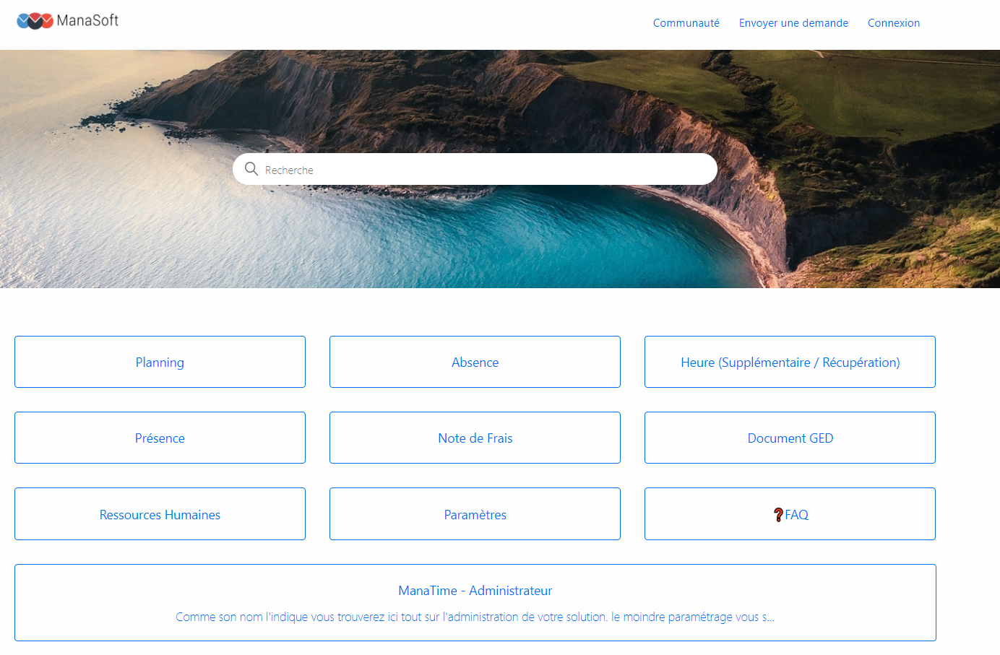 ManaSoft
Communauté Envoyer une demande Connexion
Recherche
Planning
Absence
Heure (Supplémentaire / Récupération)
Présence
Note de Frais
Document GED
Ressources Humaines
Paramètres
❓FAQ
ManaTime - Administrateur
Comme son nom l'indique vous trouverez ici tout sur l'administration de votre solution. le moindre paramétrage vous s...